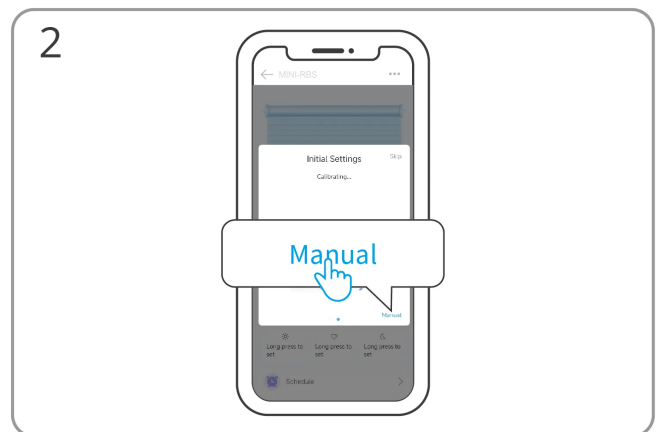 2
MINI-RBS
Initial Settings
Skip
Calibrating...
Manual
Manual
Long press to set
Long press to set
Long press to set
Schedule